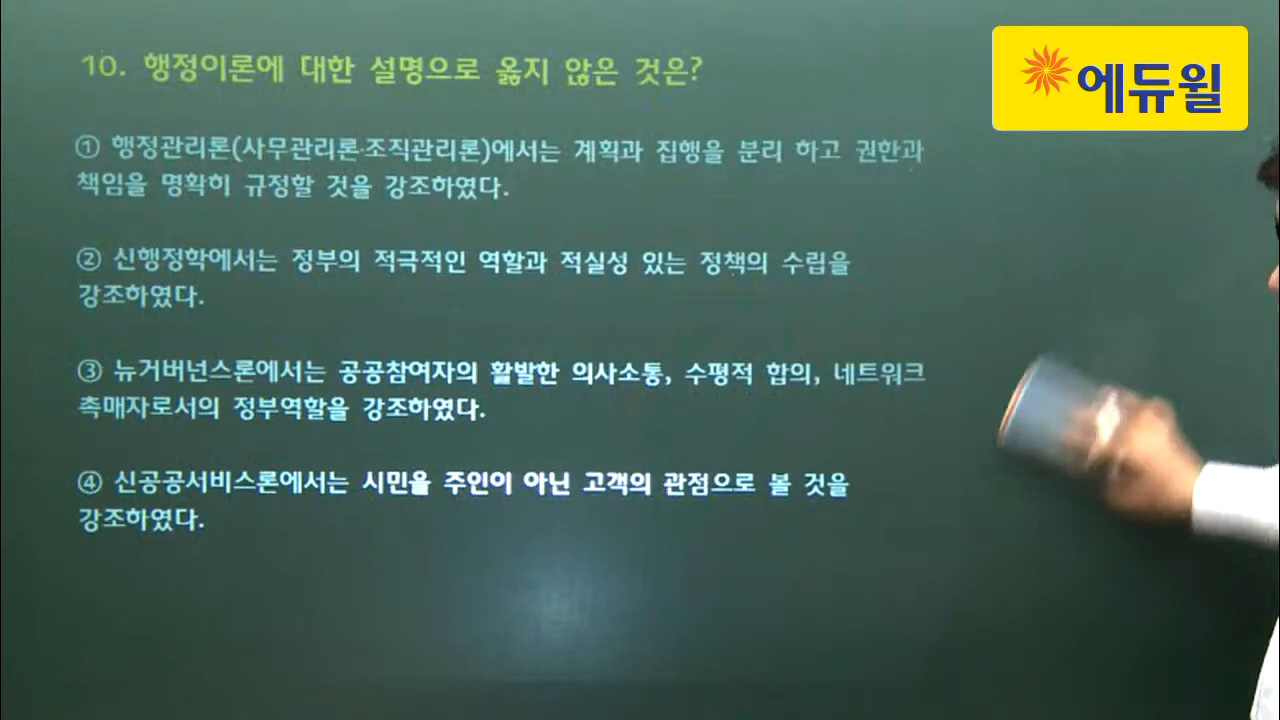 10. 행정이론에 대한 설명으로 옳지 않은 것은?
에듀윌
① 행정관리론(사무관리론·조직관리론)에서는 계획과 집행을 분리 하고 권한과
책임을 명확히 규정할 것을 강조하였다.
② 신행정학에서는 정부의 적극적인 역할과 적실성 있는 정책의 수립을
강조하였다.
③ 뉴거버넌스론에서는 공공참여자의 활발한 의사소통, 수평적 합의, 네트워크
촉매자로서의 정부역할을 강조하였다.
④ 신공공서비스론에서는 시민을 주인이 아닌 고객의 관점으로 볼 것을
강조하였다.